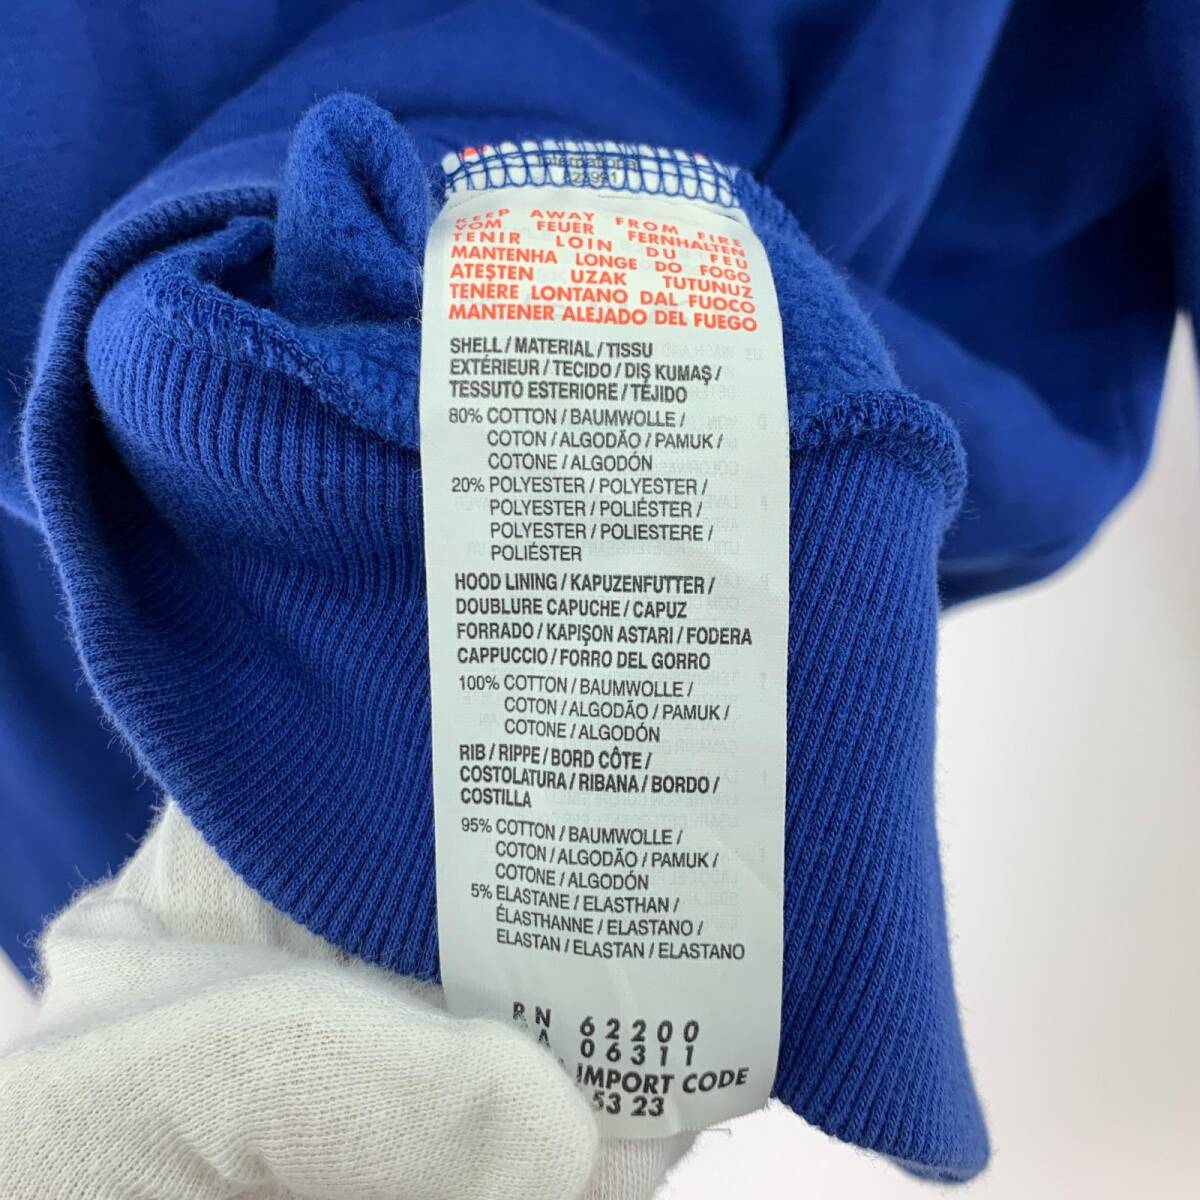 International
KEEP AWAY FROM FIRE
VOM FEUER FERNHALTEN
TENIR LOIN DU FEU
MANTENHA LONGE DO FOGO
ATEŞTEN UZAK TUTUNUZ
TENERE LONTANO DAL FUOCO
MANTENER ALEJADO DEL FUEGO
SHELL / MATERIAL / TISSU
EXTÉRIEUR / TECIDO / DIŞ KUMAŞ /
TESSUTO ESTERIORE / TÉJIDO
80% COTTON / BAUMWOLLE /
COTON / ALGODÃO / PAMUK /
COTONE / ALGODÓN
20% POLYESTER / POLYESTER /
POLYESTER / POLIÉSTER /
POLYESTER / POLIESTERE /
POLIÉSTER
HOOD LINING / KAPUZENFUTTER /
DOUBLURE CAPUCHE / CAPUZ
FORRADO / KAPIŞON ASTARI / FODERA
CAPPUCCIO / FORRO DEL GORRO
100% COTTON / BAUMWOLLE /
COTON / ALGODÃO / PAMUK /
COTONE / ALGODÓN
RIB / RIPPE / BORD CÔTE /
COSTOLATURA / RIBANA / BORDO /
COSTILLA
95% COTTON / BAUMWOLLE /
COTON / ALGODÃO / PAMUK /
COTONE / ALGODÓN
5% ELASTANE / ELASTHAN /
ÉLASTHANNE / ELASTANO /
ELASTAN / ELASTAN / ELASTANO
RN 62200
A 06311
IMPORT CODE
53 23